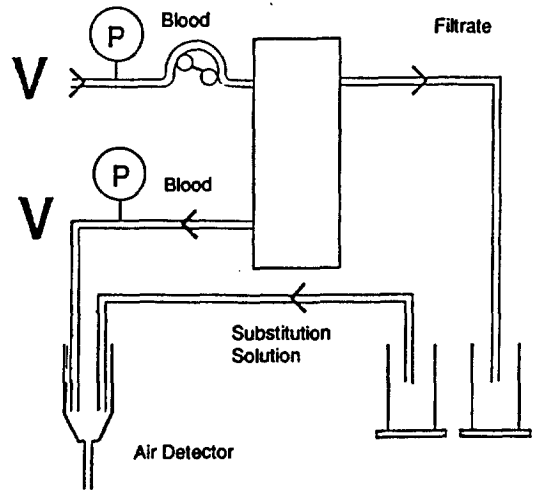 P
Blood
Filtrate
V
P
Blood
V
Substitution
Solution
Air Detector